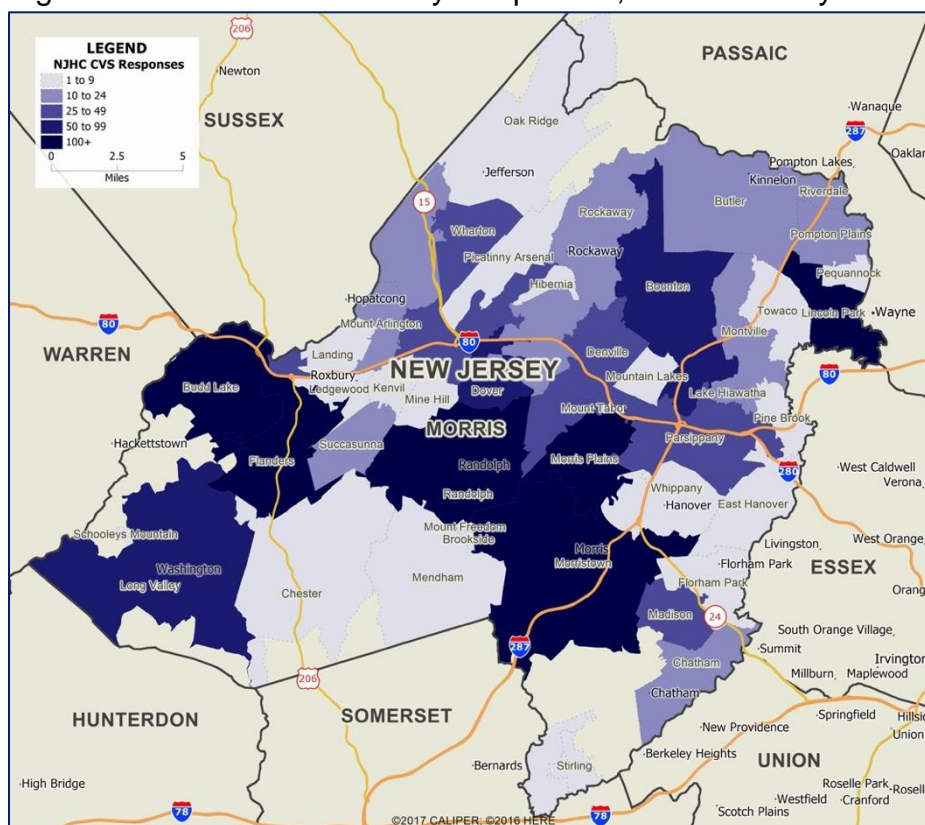 LEGEND
NJHC CVS Responses
1 to 9
10 to 24
25 to 49
50 to 99
100+
0 2.5 5
Miles
206
Newton
SUSSEX
PASSAIC
Wanaque
287
Oak Ridge
Jefferson
Pompton Lakes
Kinnelon
Riverdale
Butler
15
Rockaway
Wharton
Pompton Plains
Picatinny Arsenal
Rockaway
Pequannock
Hibernia
Boonton
Hopatcong
Towaco
Lincoln Park
Wayne
80
Mount Arlington
Montville
WARREN
Landing
80
Denville
Roxbury
NEW JERSEY
Mountain Lakes
80
Budd Lake
Ledgewood
Kenvil
Dover
Lake Hiawatha
Mine Hill
Mount Tabor
Pine Brook
MORRIS
Hackettstown
Succasunna
Parsippany
Flanders
Randolph
Morris Plains
280
West Caldwell
Verona
Whippany
Randolph
Hanover
East Hanover
Schooleys Mountain
Mount Freedom
Brookside
Livingston
West Orange
Morris
Morristown
Florham Park
ESSEX
Washington
Long Valley
Mendham
Florham Park
Chester
Madison
24
South Orange Village
Summit
287
Chatham
206
Millburn
Maplewood
Irvington
Chatham
HUNTERDON
SOMERSET
New Providence
Springfield
Union
Bernards
Stirling
Berkeley Heights
UNION
High Bridge
Roselle Park
Westfield
Cranford
78
78
Scotch Plains
©2017 CALIPER; ©2016 HERE